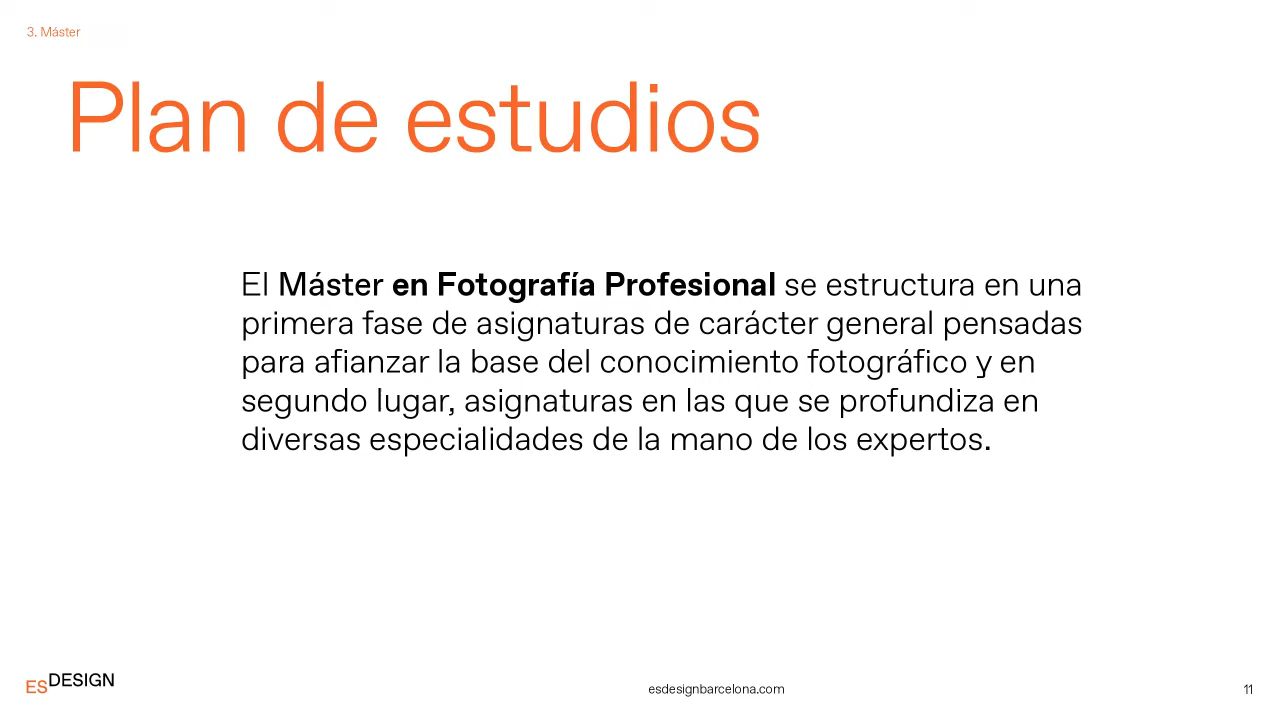 3. Máster
Plan de estudios
El Máster en Fotografía Profesional se estructura en una
primera fase de asignaturas de carácter general pensadas
para afianzar la base del conocimiento fotográfico y en
segundo lugar, asignaturas en las que se profundiza en
diversas especialidades de la mano de los expertos.
ESDESIGN
esdesignbarcelona.com
11